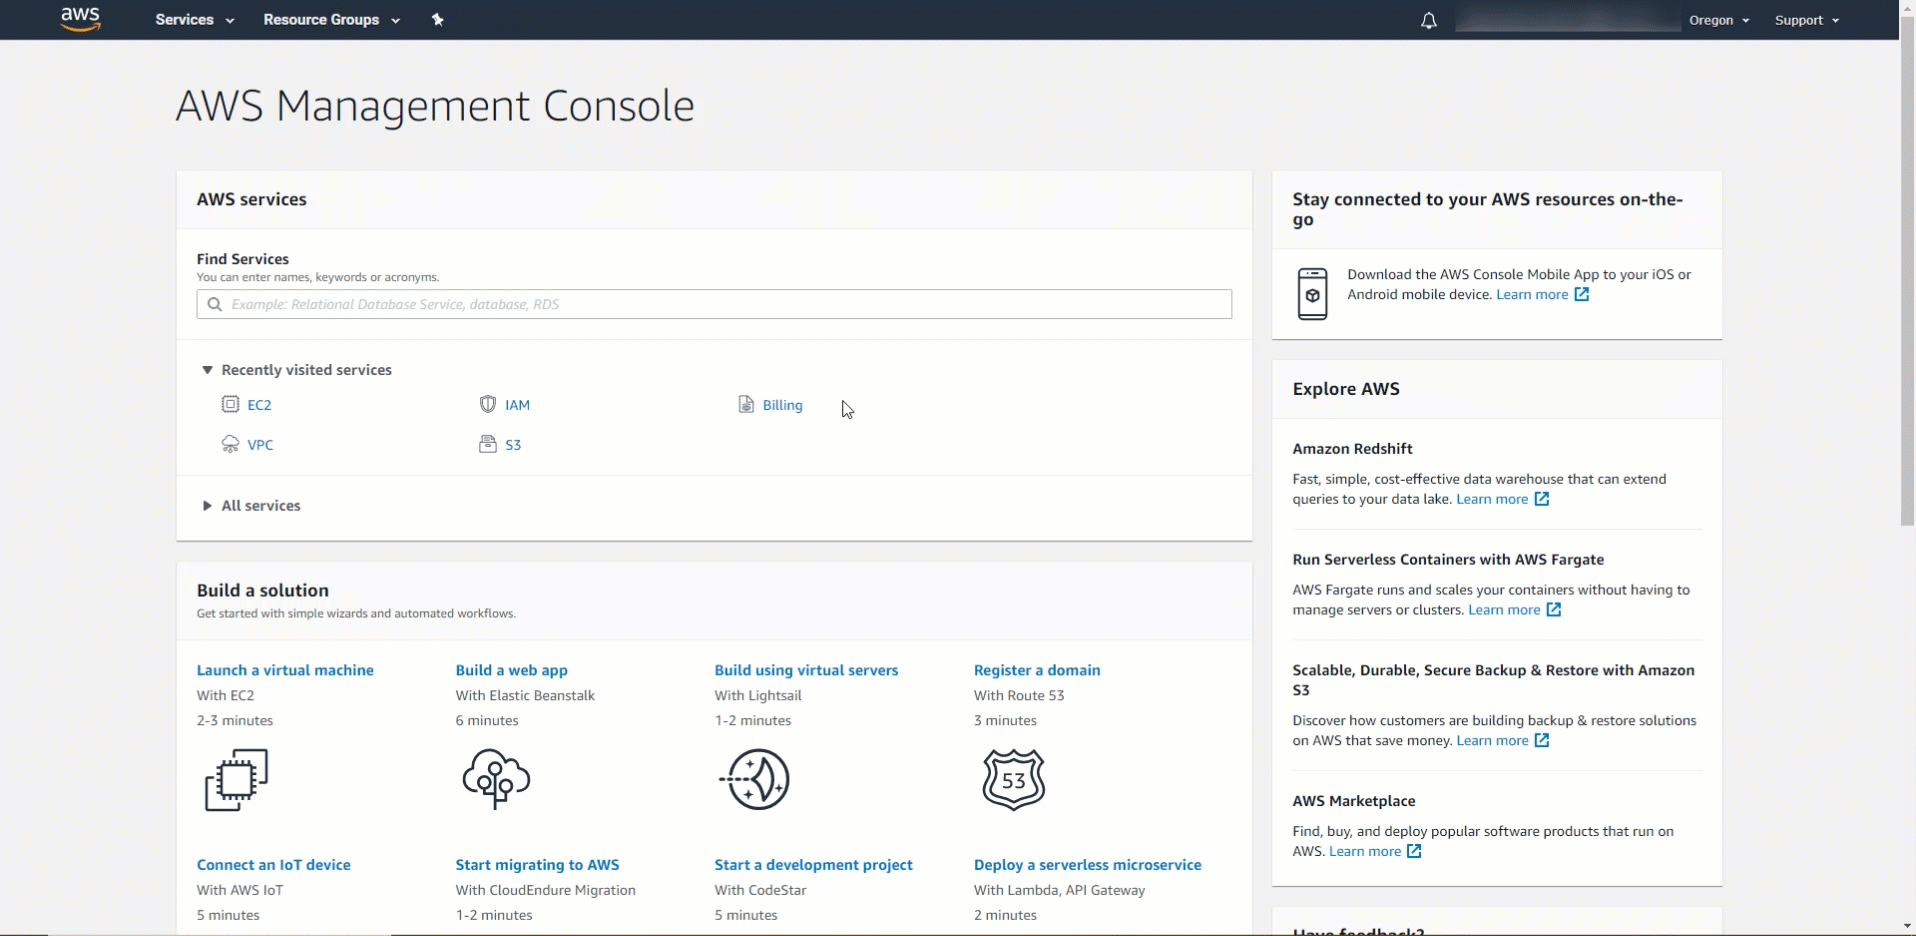 aws
Services
Resource Groups
Oregon
Support
AWS Management Console
AWS services
Find Services
You can enter names, keywords or acronyms.
Example: Relational Database Service, database, RDS
Recently visited services
EC2
IAM
Billing
VPC
S3
All services
Build a solution
Get started with simple wizards and automated workflows.
Launch a virtual machine
With EC2
2-3 minutes
Build a web app
With Elastic Beanstalk
6 minutes
Build using virtual servers
With Lightsail
1-2 minutes
Register a domain
With Route 53
3 minutes
53
Connect an IoT device
With AWS IoT
5 minutes
Start migrating to AWS
With CloudEndure Migration
1-2 minutes
Start a development project
With CodeStar
5 minutes
Deploy a serverless microservice
With Lambda, API Gateway
2 minutes
Stay connected to your AWS resources on-the-
go
Download the AWS Console Mobile App to your iOS or
Android mobile device. Learn more
Explore AWS
Amazon Redshift
Fast, simple, cost-effective data warehouse that can extend
queries to your data lake. Learn more
Run Serverless Containers with AWS Fargate
AWS Fargate runs and scales your containers without having to
manage servers or clusters. Learn more
Scalable, Durable, Secure Backup & Restore with Amazon
S3
Discover how customers are building backup & restore solutions
on AWS that save money. Learn more
AWS Marketplace
Find, buy, and deploy popular software products that run on
AWS. Learn more
Have feedback?